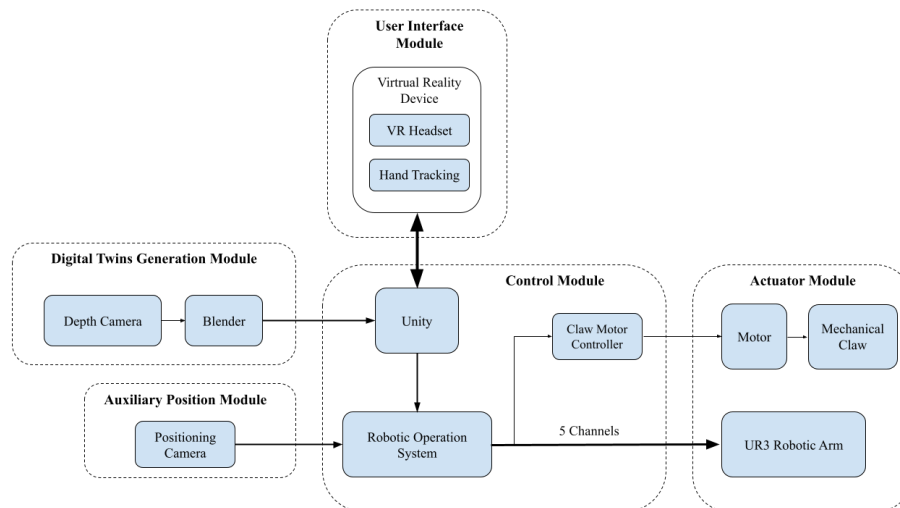 User Interface
Module
Virtrual Reality
Device
VR Headset
Hand Tracking
Digital Twins Generation Module
Depth Camera
Blender
Control Module
Unity
Claw Motor
Controller
Actuator Module
Motor
Mechanical
Claw
Auxiliary Position Module
Positioning
Camera
Robotic Operation
System
5 Channels
UR3 Robotic Arm